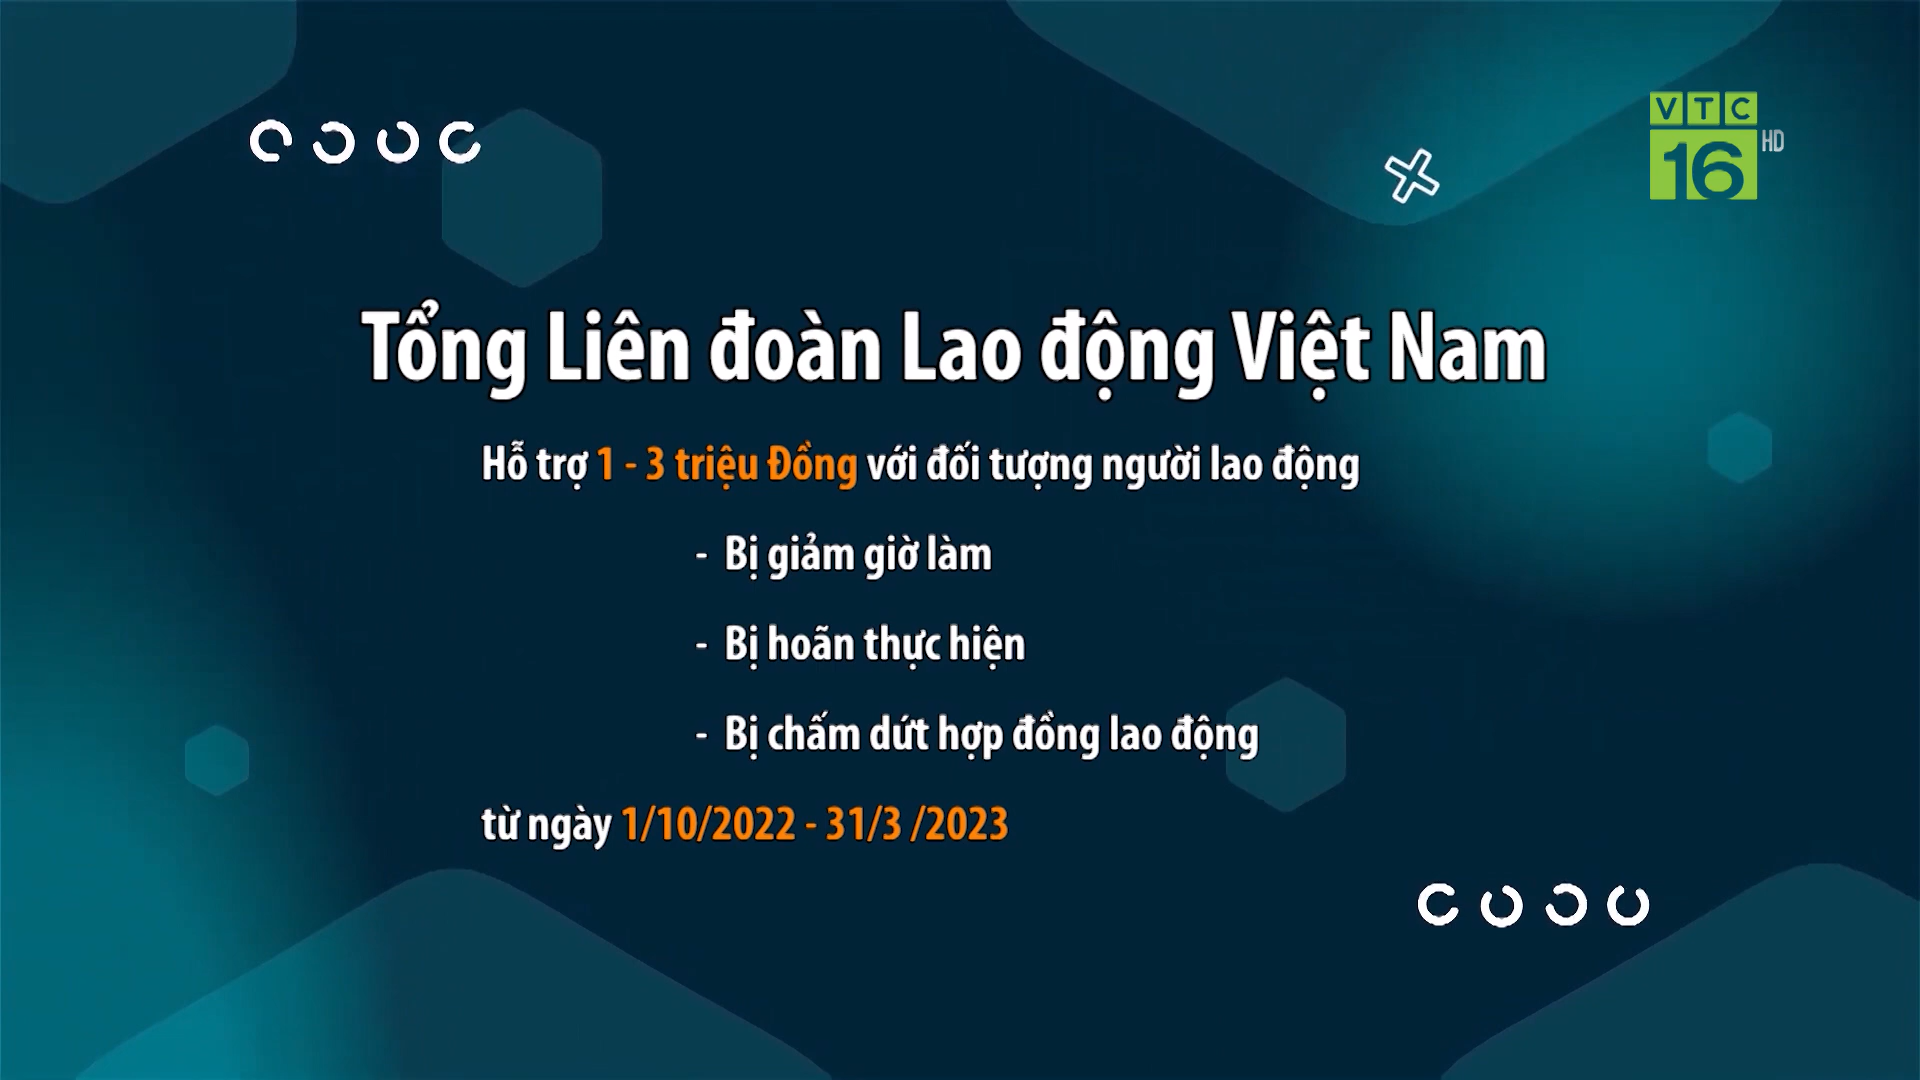 VTC
16 HD
Tổng Liên đoàn Lao động Việt Nam
Hỗ trợ 1 - 3 triệu Đồng với đối tượng người lao động
- Bị giảm giờ làm
- Bị hoãn thực hiện
- Bị chấm dứt hợp đồng lao động
từ ngày 1/10/2022 - 31/3 /2023